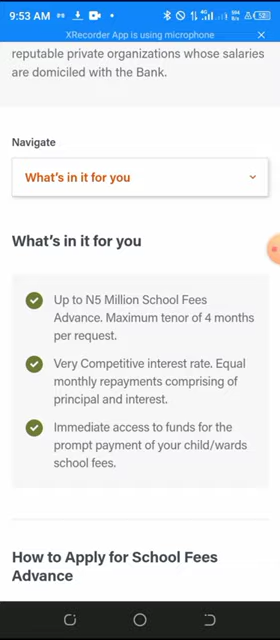 9:53 AM
4G
XRecorder App is using microphone
reputable private organizations whose salaries
are domiciled with the Bank.
Navigate
What's in it for you
What's in it for you
Up to N5 Million School Fees
Advance. Maximum tenor of 4 months
per request.
Very Competitive interest rate. Equal
monthly repayments comprising of
principal and interest.
Immediate access to funds for the
prompt payment of your child/wards
school fees.
How to Apply for School Fees
Advance